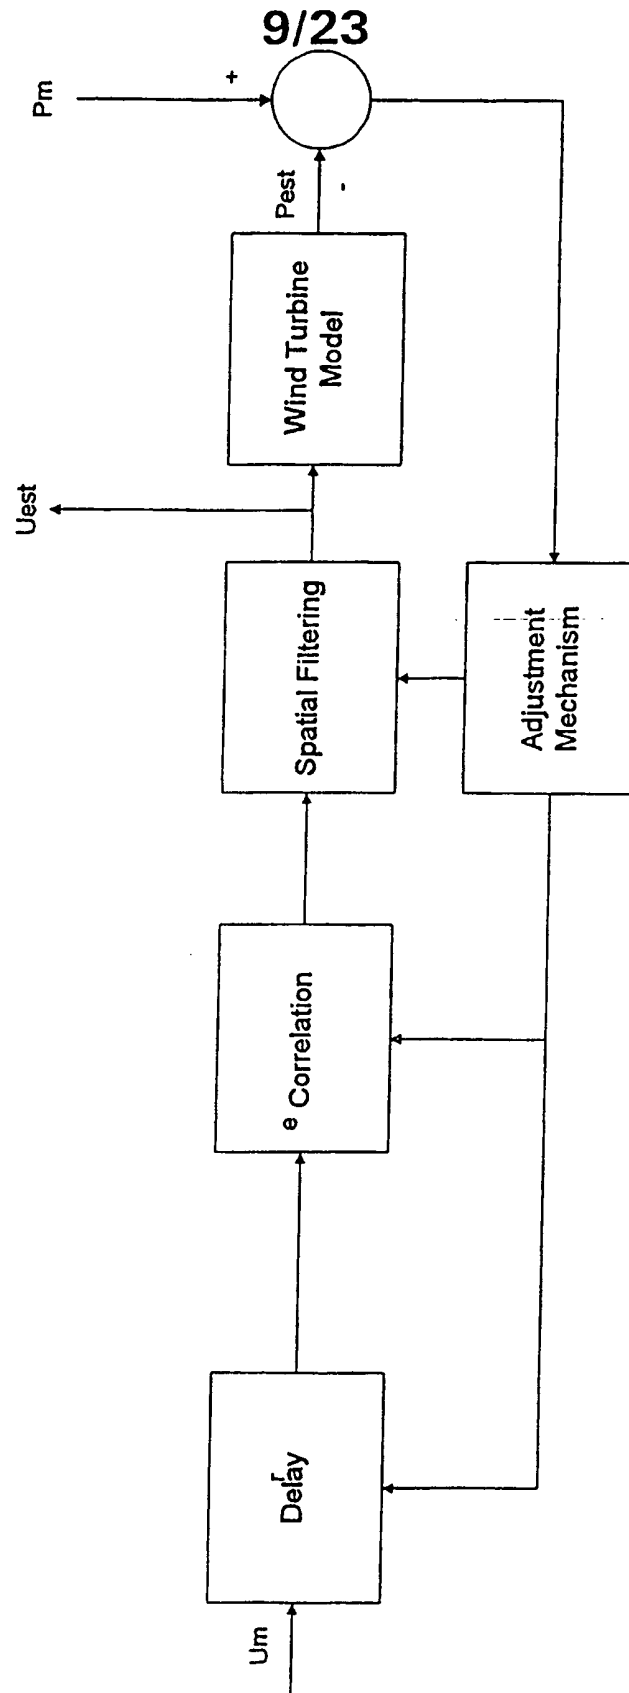 9/23
Pm
+
Pest
-
Wind Turbine
Model
Uest
Spatial Filtering
Adjustment
Mechanism
e Correlation
r
Delay
Um